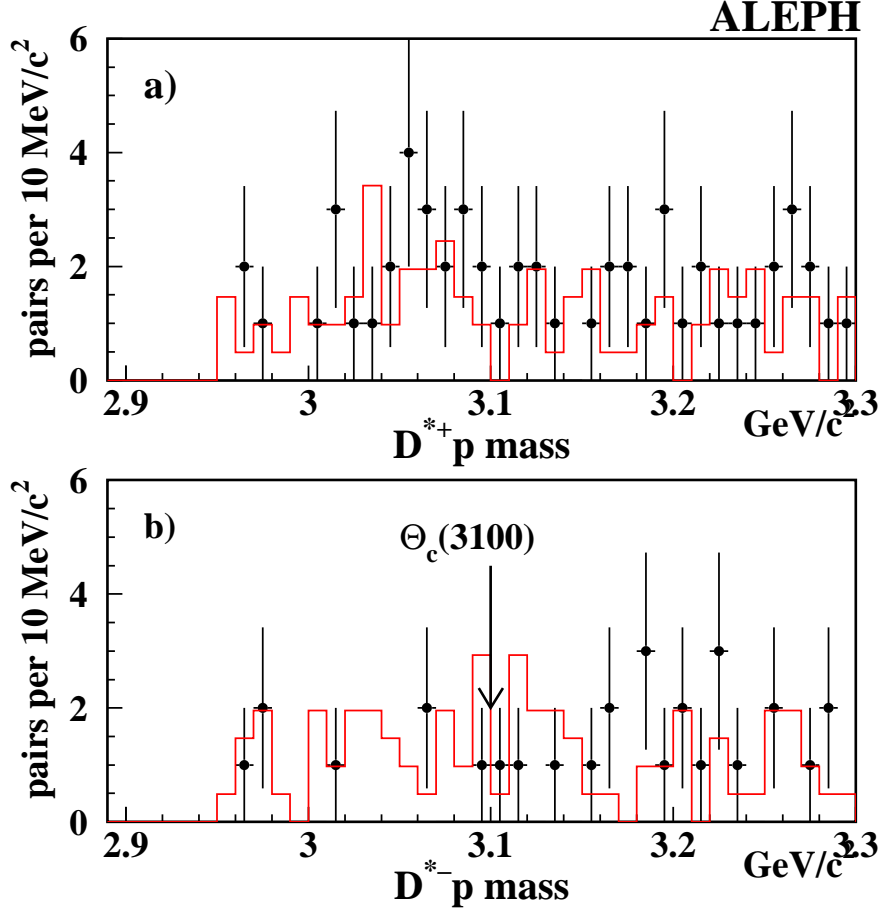 ALEPH
a)
pairs per 10 MeV/c²
6
4
2
0
2.9 3 3.1 3.2 3.3
GeV/c²
D*⁺p mass
b)
Θc(3100)
pairs per 10 MeV/c²
6
4
2
0
2.9 3 3.1 3.2 3.3
GeV/c²
D*⁻p mass